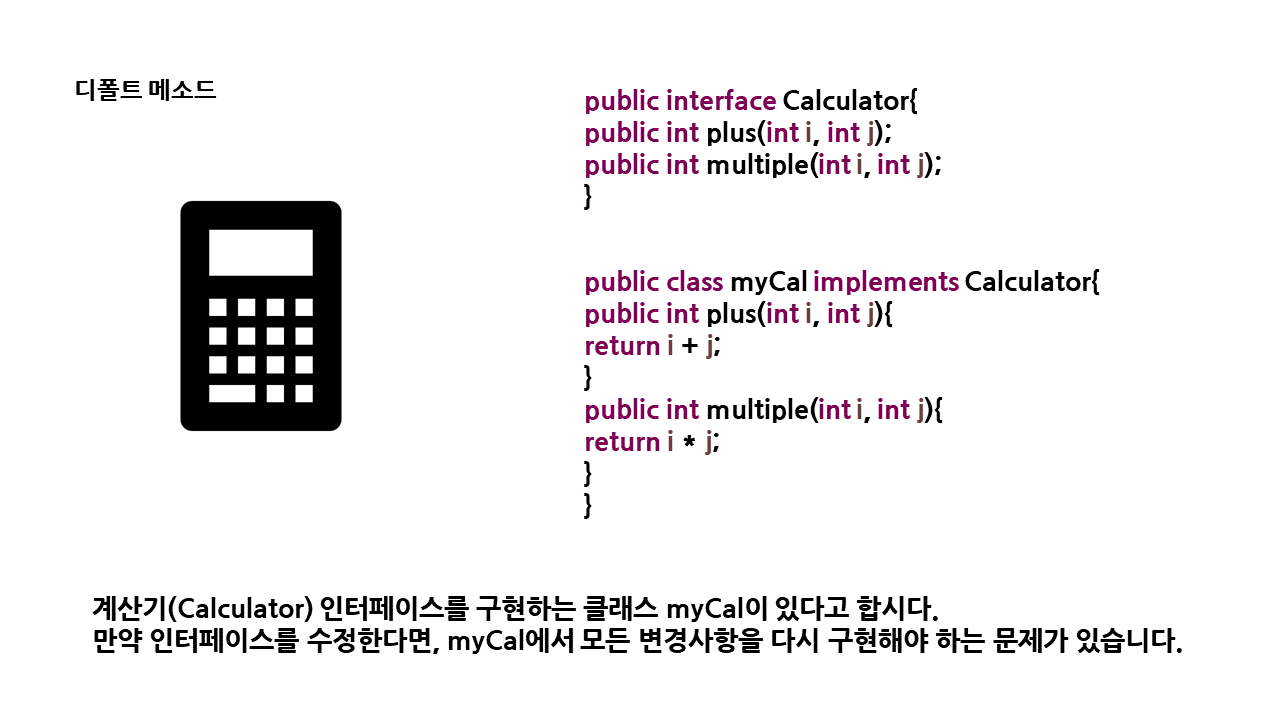 디폴트 메소드
public interface Calculator{
public int plus(int i, int j);
public int multiple(int i, int j);
}
public class myCal implements Calculator{
public int plus(int i, int j){
return i + j;
}
public int multiple(int i, int j){
return i * j;
}
}
계산기(Calculator) 인터페이스를 구현하는 클래스 myCal이 있다고 합시다.
만약 인터페이스를 수정한다면, myCal에서 모든 변경사항을 다시 구현해야 하는 문제가 있습니다.